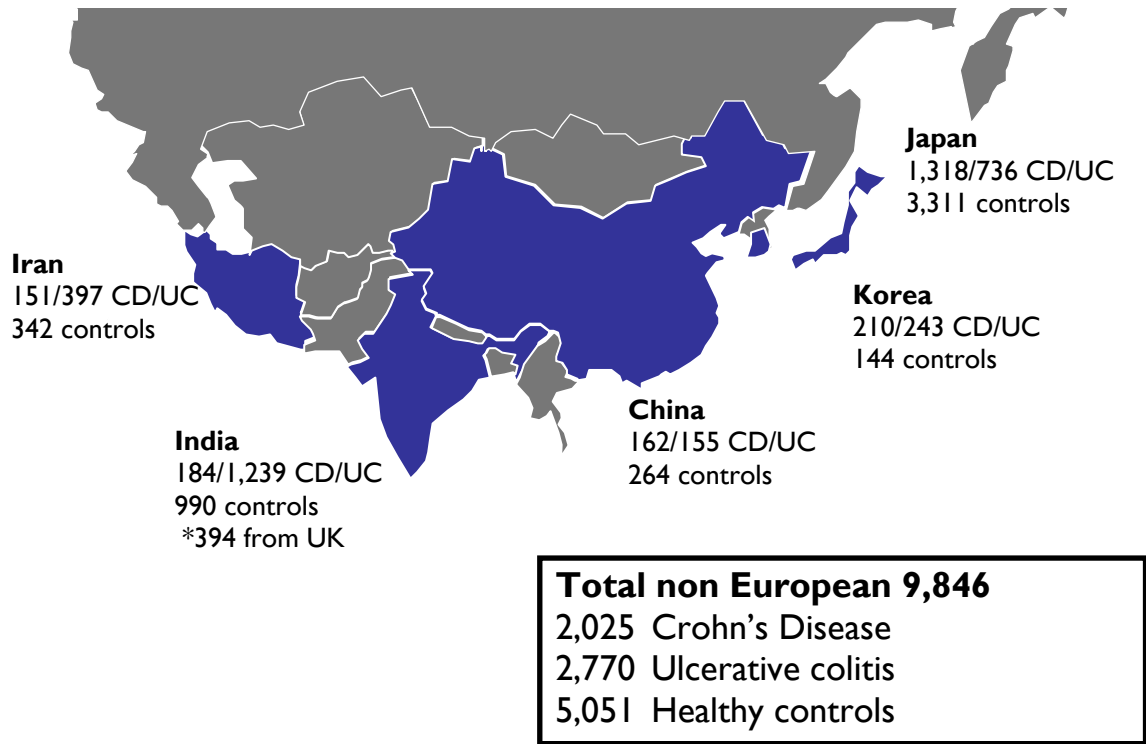 Japan
1,318/736 CD/UC
3,311 controls
Iran
151/397 CD/UC
342 controls
Korea
210/243 CD/UC
144 controls
China
162/155 CD/UC
264 controls
India
184/1,239 CD/UC
990 controls
*394 from UK
Total non European 9,846
2,025 Crohn's Disease
2,770 Ulcerative colitis
5,051 Healthy controls